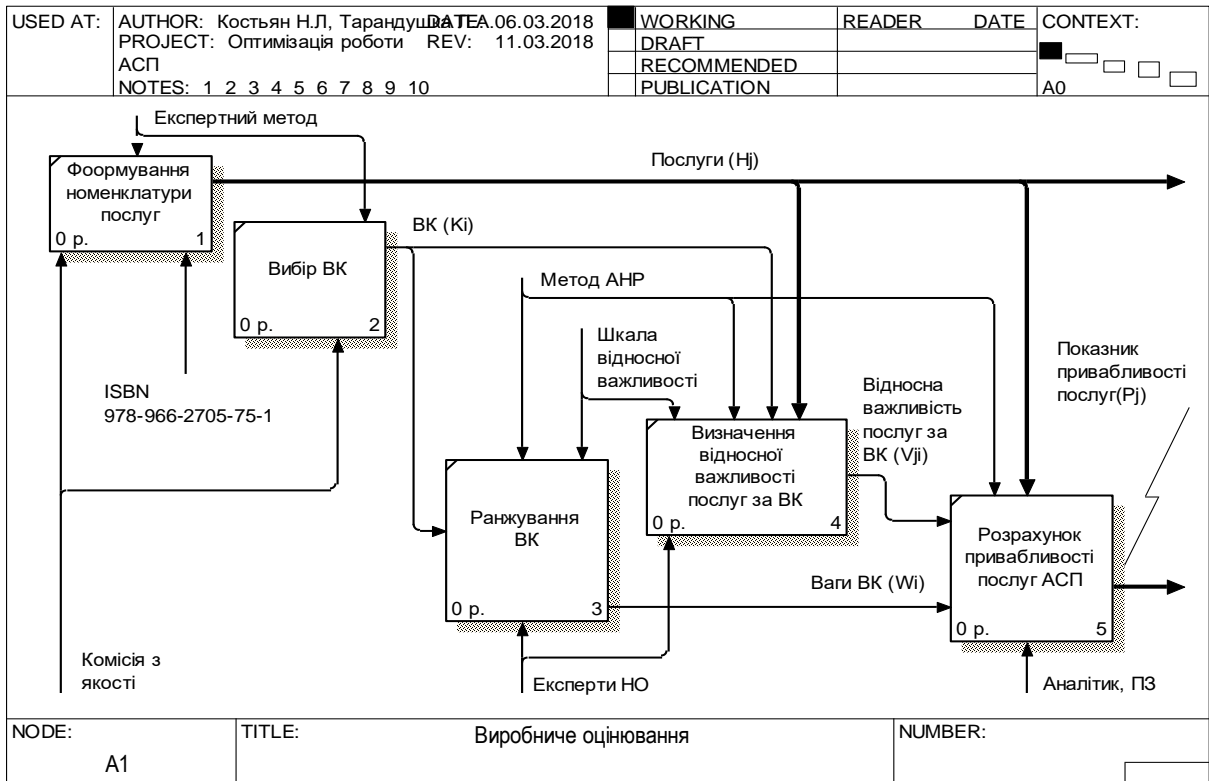 USED AT:
AUTHOR: Костьян Н.Л, Тарандушка Л.А.
DATE: 06.03.2018
PROJECT: Оптимізація роботи
АСП
REV: 11.03.2018
NOTES: 1 2 3 4 5 6 7 8 9 10
WORKING
DRAFT
RECOMMENDED
PUBLICATION
READER
DATE
CONTEXT:
A0
Експертний метод
Фоормування
номенклатури
послуг
0 р. 1
Послуги (Hj)
ВК (Ki)
Вибір ВК
0 р. 2
Метод АНР
Шкала
відносної
важливості
Показник
привабливості
послуг(Pj)
ISBN
978-966-2705-75-1
Відносна
важливість
послуг за
ВК (Vji)
Визначення
відносної
важливості
послуг за ВК
0 р. 4
Ранжування
ВК
0 р. 3
Розрахунок
привабливості
послуг АСП
0 р. 5
Ваги ВК (Wi)
Комісія з
якості
Експерти НО
Аналітик, ПЗ
NODE:
A1
TITLE:
Виробниче оцінювання
NUMBER: